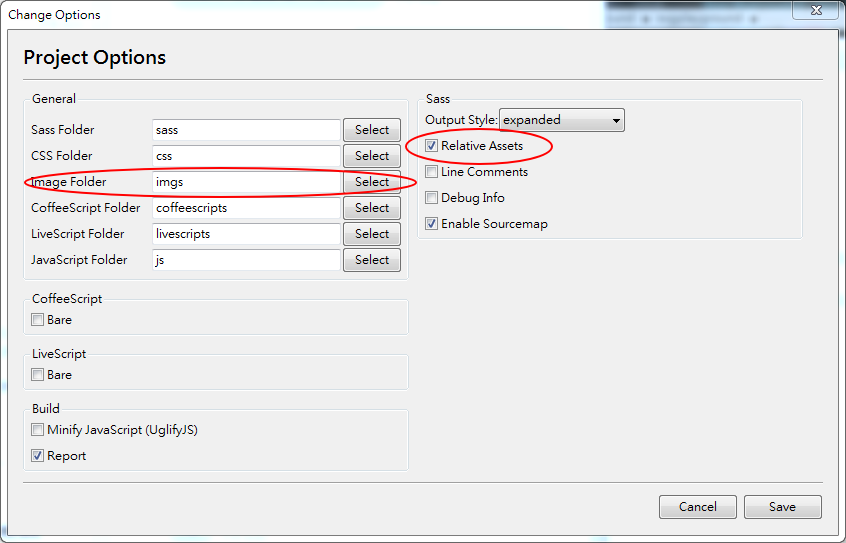 Change Options
Project Options
General
Sass Folder sass Select
CSS Folder css Select
Image Folder imgs Select
CoffeeScript Folder coffeescripts Select
LiveScript Folder livescripts Select
JavaScript Folder js Select
CoffeeScript
Bare
LiveScript
Bare
Build
Minify JavaScript (UglifyJS)
Report
Sass
Output Style: expanded
Relative Assets
Line Comments
Debug Info
Enable Sourcemap
Cancel Save